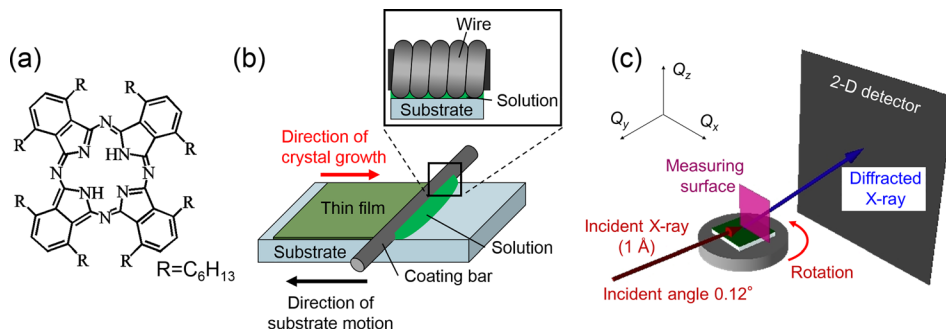 (a)
R
R
R
R
N
N
N
HN
N
N
NH
N
R
R
R
R
R=C6H13
(b)
Wire
Solution
Substrate
Direction of
crystal growth
Thin film
Substrate
Solution
Coating bar
Direction of
substrate motion
(c)
Qz
Qy
Qx
2-D detector
Measuring
surface
Diffracted
X-ray
Incident X-ray
(1 Å)
Rotation
Incident angle 0.12°